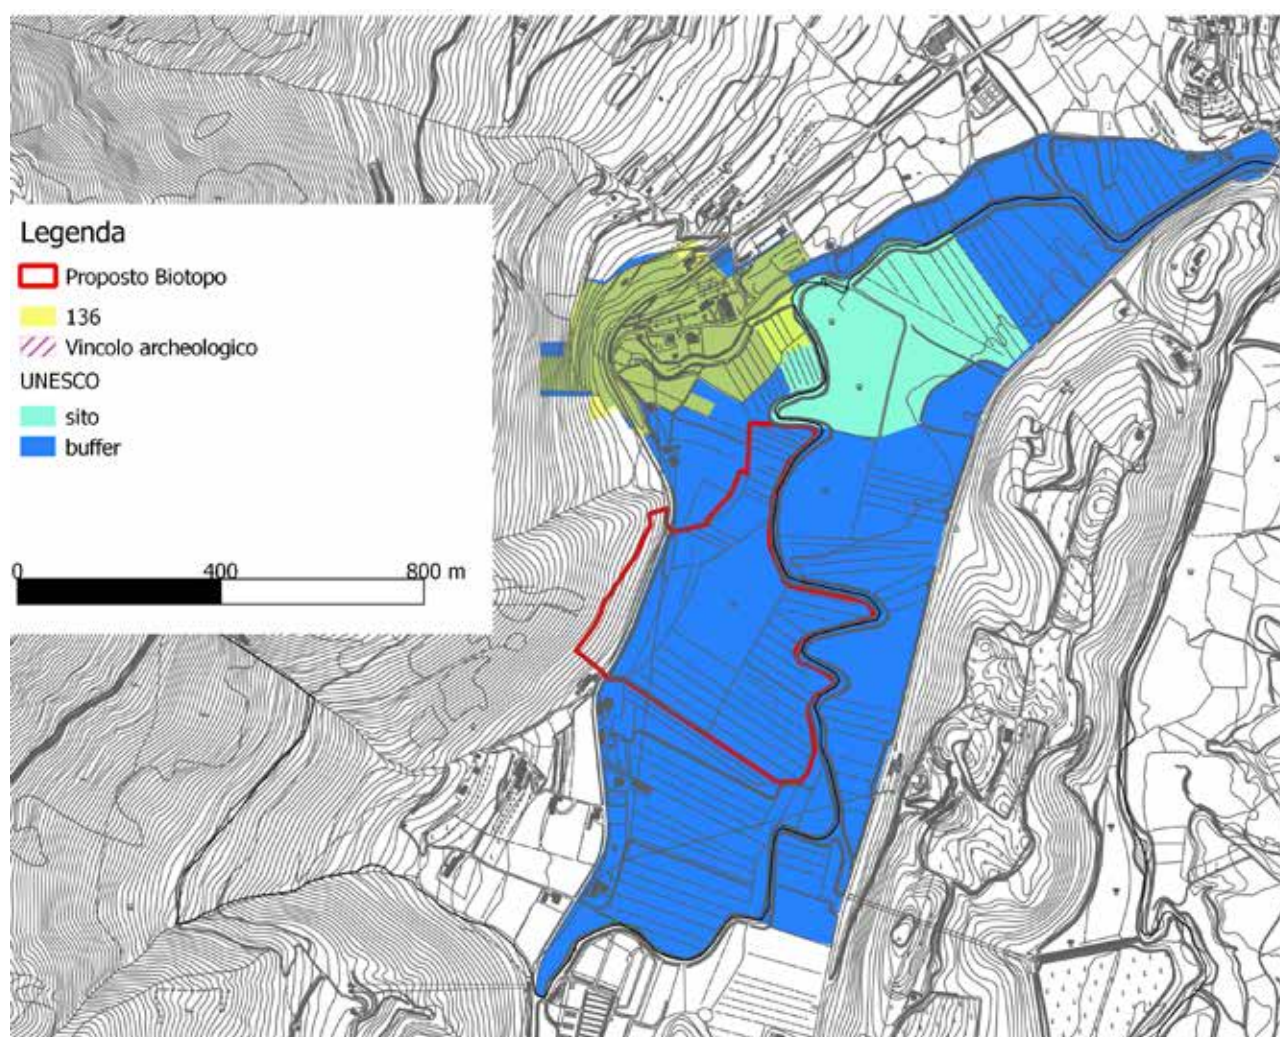 Legenda
Proposto Biotopo
136
Vincolo archeologico
UNESCO
sito
buffer
0 400 800 m